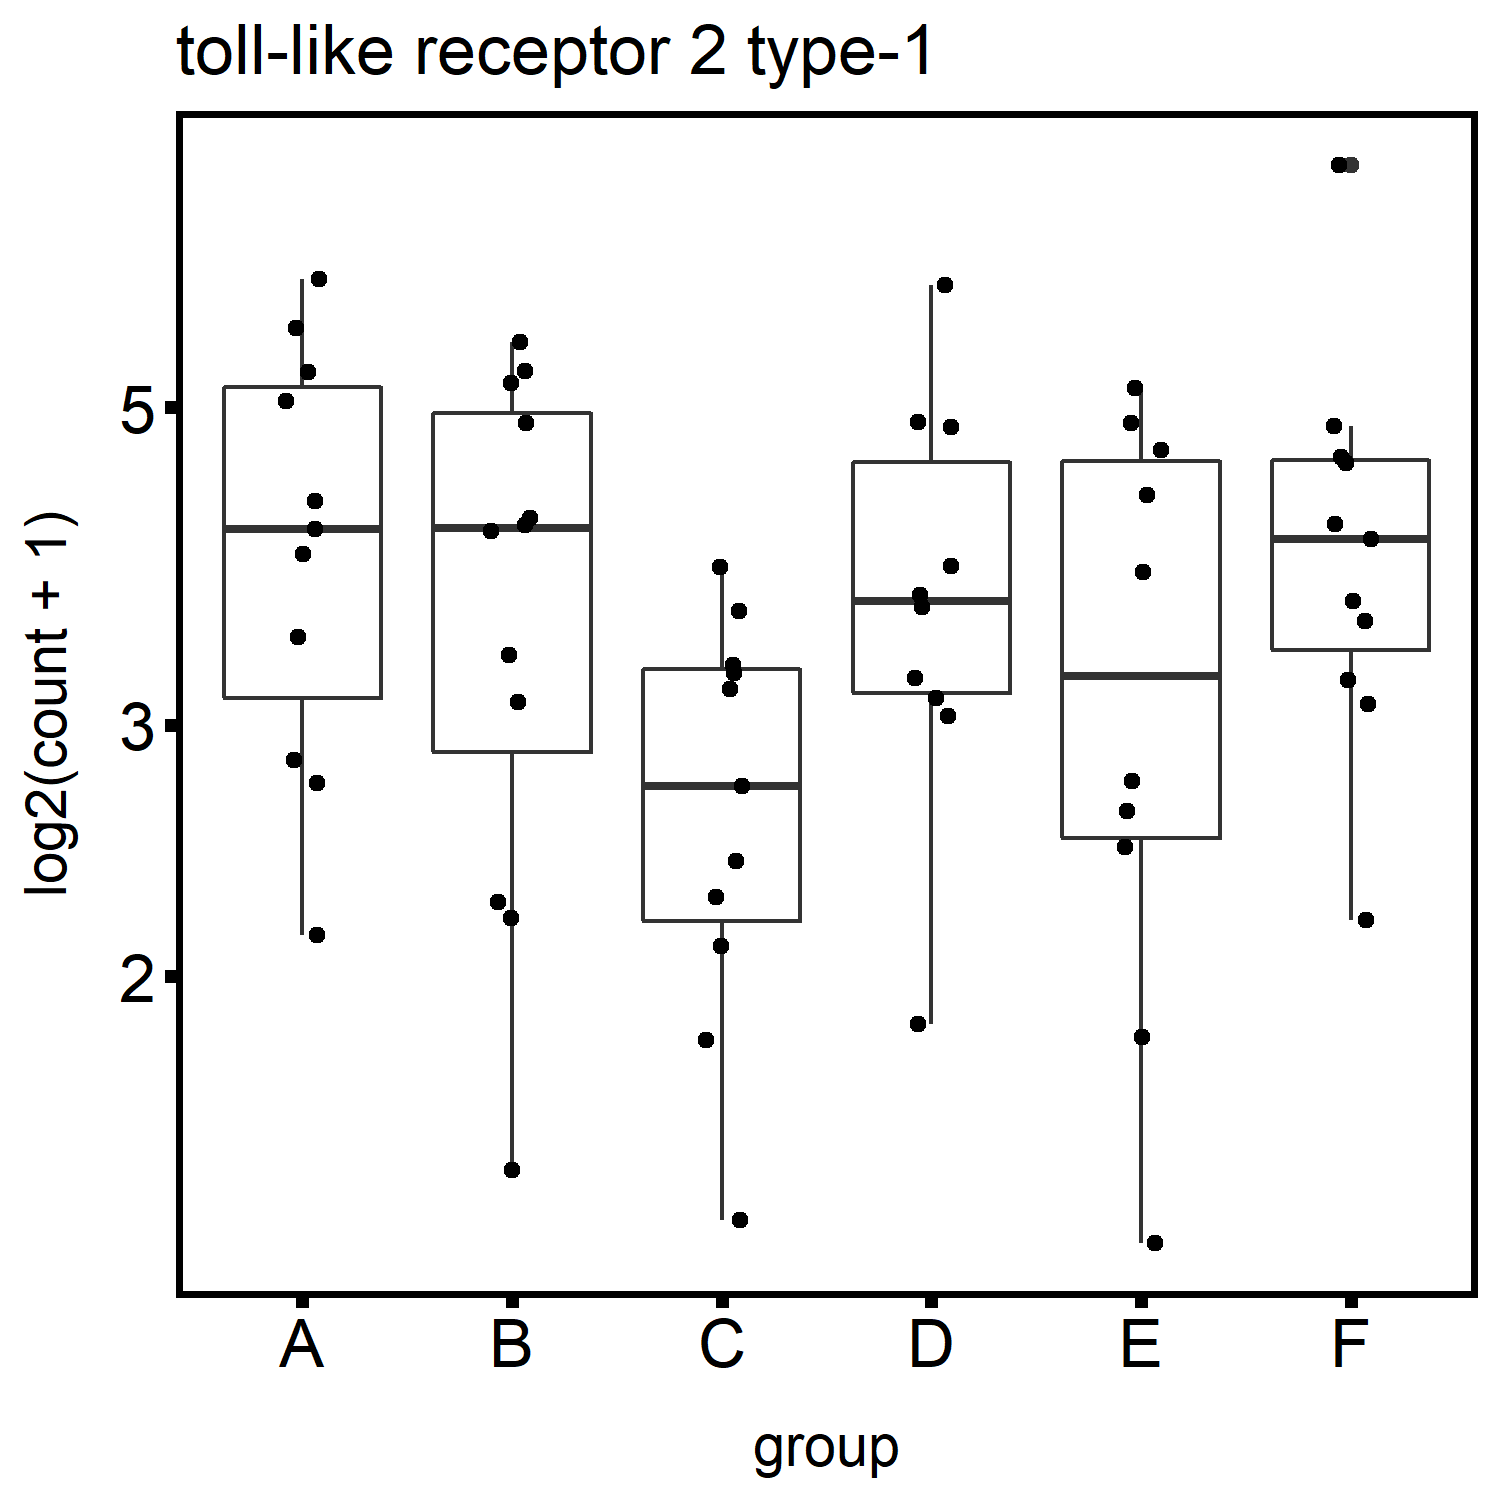 toll-like receptor 2 type-1
log2(count + 1)
5
3
2
A B C D E F
group